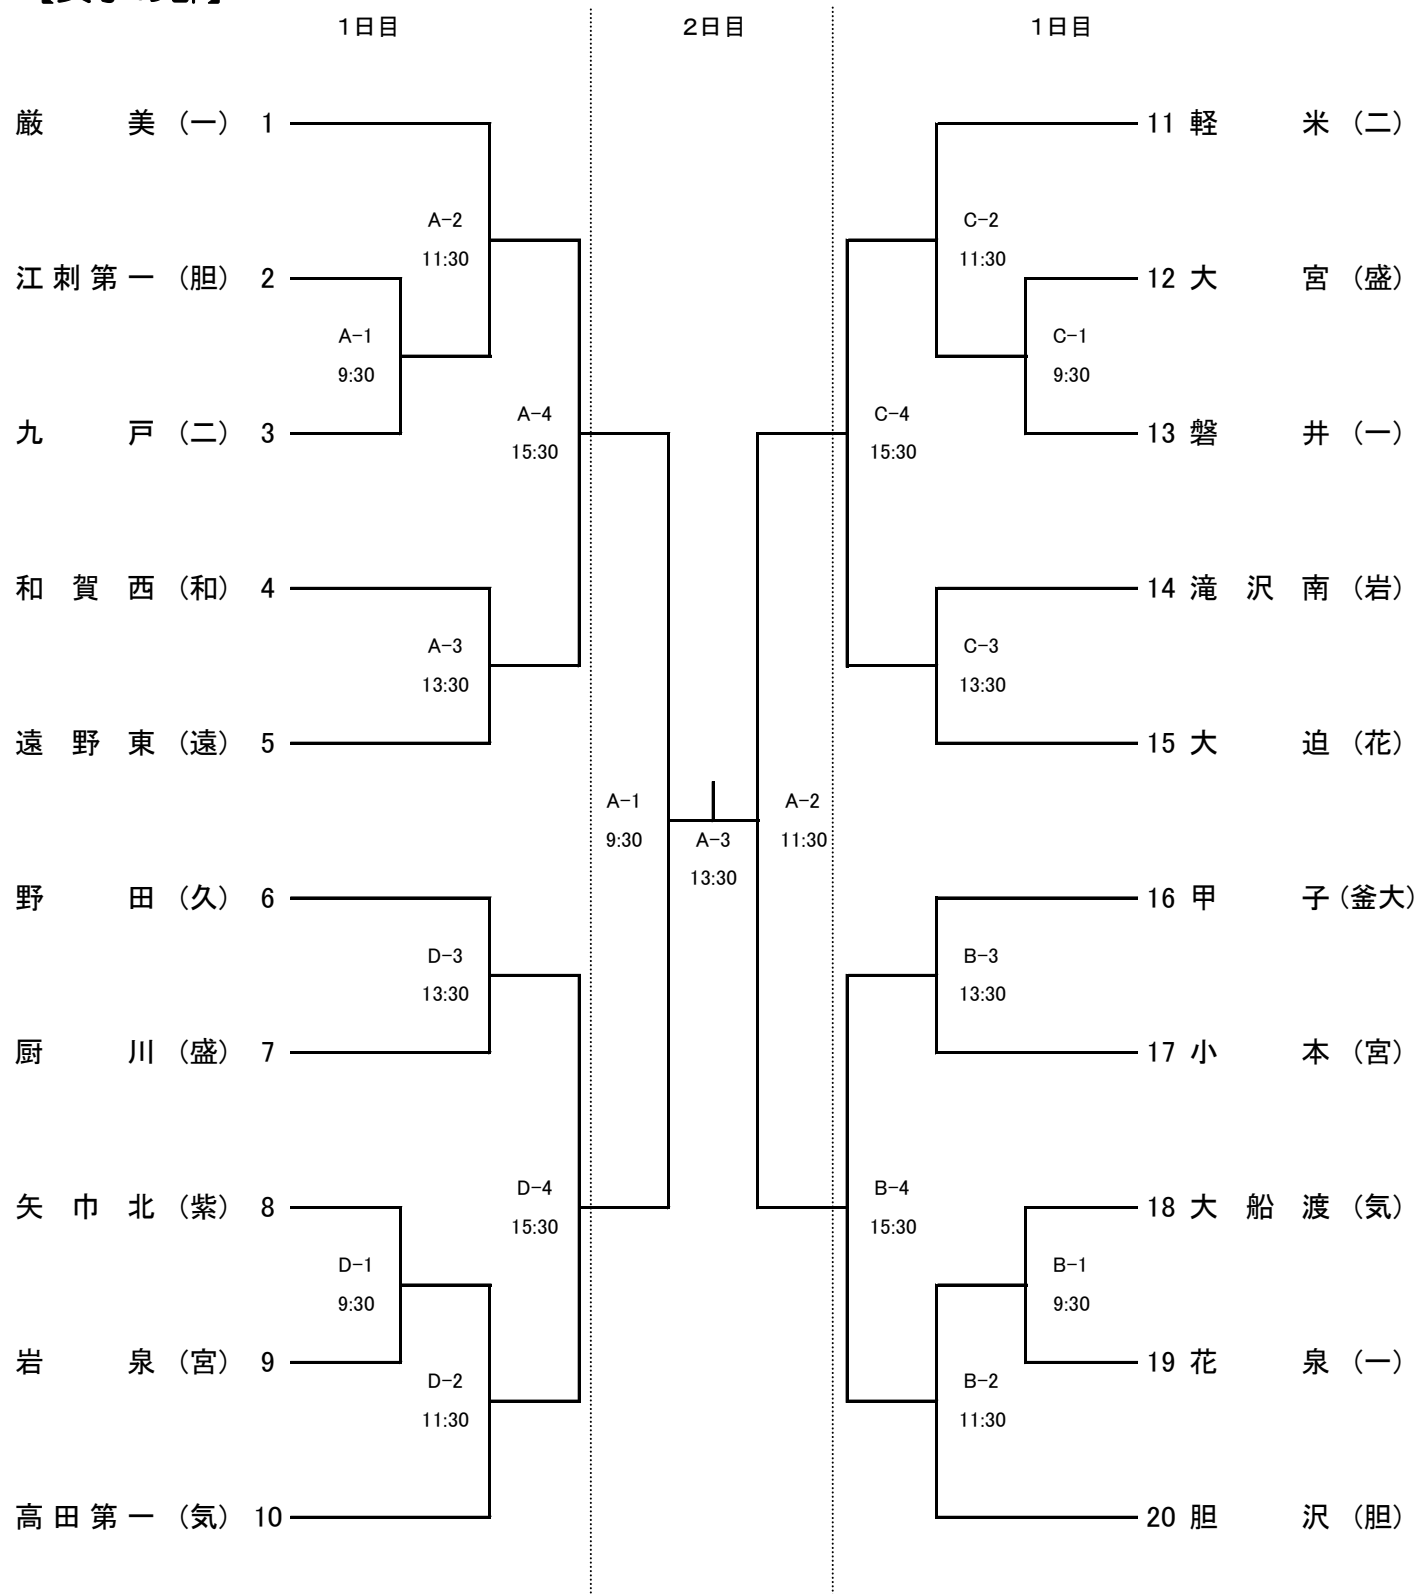 1日目 2日目 1日目
厳美（一） 1
11 軽米（二）
A-2
11:30
C-2
11:30
江刺第一（胆） 2
12 大宮（盛）
A-1
9:30
C-1
9:30
九戸（二） 3
13 磐井（一）
A-4
15:30
C-4
15:30
和賀西（和） 4
14 滝沢南（岩）
A-3
13:30
C-3
13:30
遠野東（遠） 5
15 大迫（花）
A-1
9:30
A-3
13:30
A-2
11:30
野田（久） 6
16 甲子（釜大）
D-3
13:30
B-3
13:30
厨川（盛） 7
17 小本（宮）
矢巾北（紫） 8
18 大船渡（気）
D-4
15:30
B-4
15:30
D-1
9:30
B-1
9:30
岩泉（宮） 9
19 花泉（一）
D-2
11:30
B-2
11:30
高田第一（気） 10
20 胆沢（胆）